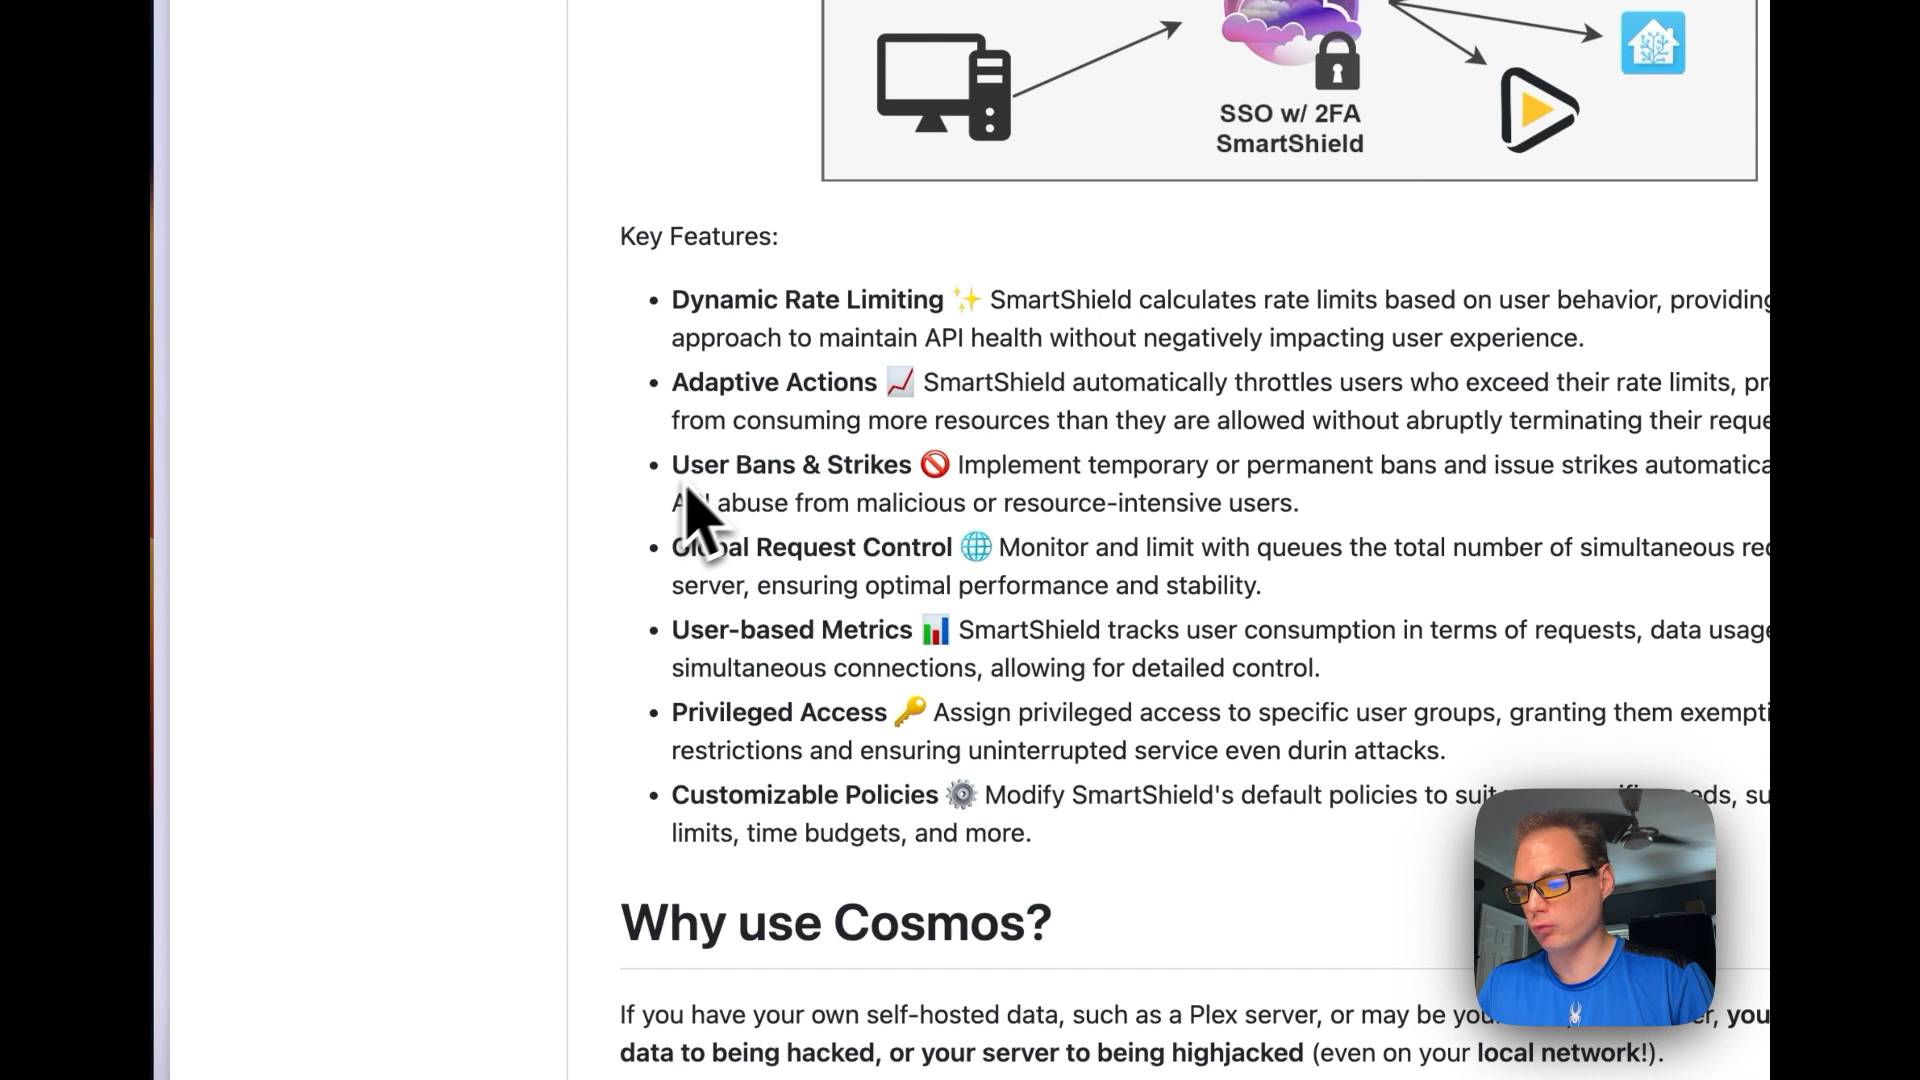 SSO w/ 2FA
SmartShield
Key Features:
• Dynamic Rate Limiting ✨ SmartShield calculates rate limits based on user behavior, providing
approach to maintain API health without negatively impacting user experience.
• Adaptive Actions 📈 SmartShield automatically throttles users who exceed their rate limits,
from consuming more resources than they are allowed without abruptly terminating their
• User Bans & Strikes 🚫 Implement temporary or permanent bans and issue strikes
abuse from malicious or resource-intensive users.
• Global Request Control 🌐 Monitor and limit with queues the total number of simultaneous
server, ensuring optimal performance and stability.
• User-based Metrics 📊 SmartShield tracks user consumption in terms of requests, data usage
simultaneous connections, allowing for detailed control.
• Privileged Access 🔑 Assign privileged access to specific user groups, granting them
restrictions and ensuring uninterrupted service even durin attacks.
• Customizable Policies ⚙️ Modify SmartShield's default policies to suit
limits, time budgets, and more.
Why use Cosmos?
If you have your own self-hosted data, such as a Plex server, or may be you
data to being hacked, or your server to being highjacked (even on your local network!).